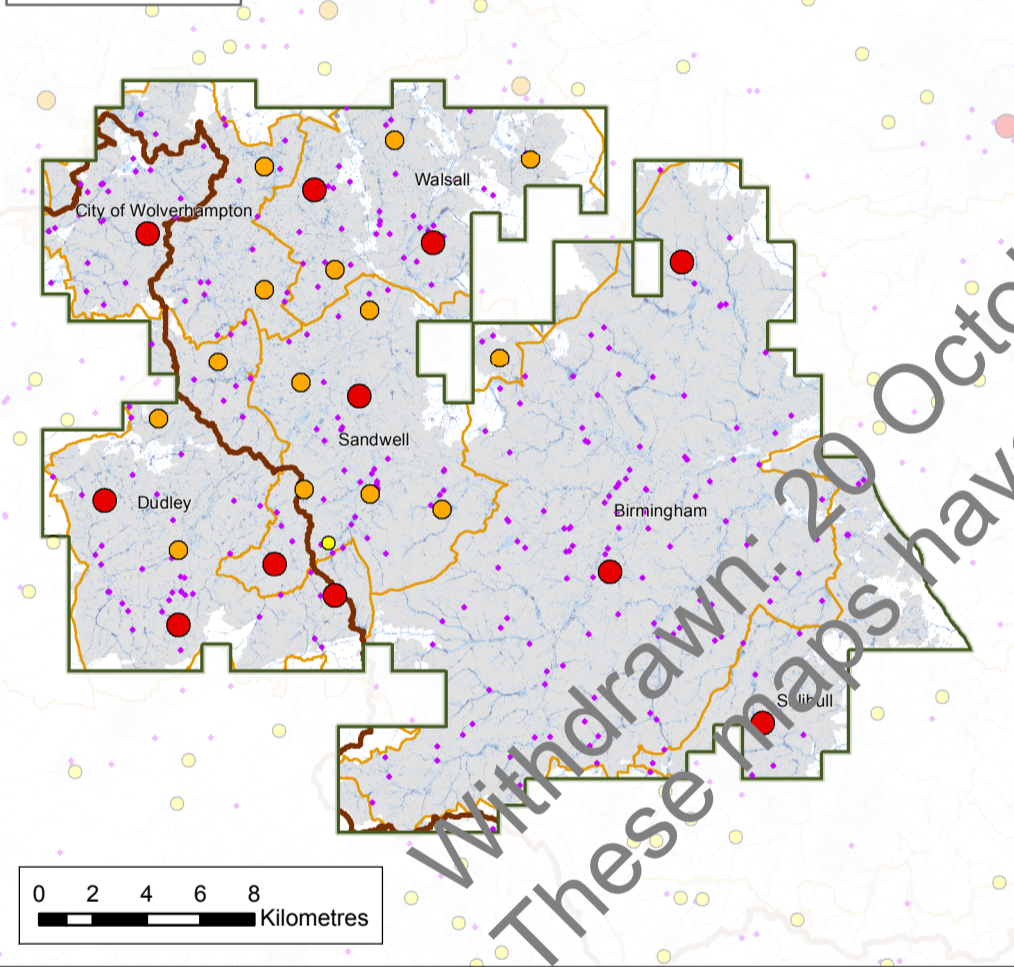 Walsall
City of Wolverhampton
Sandwell
Dudley
Birmingham
Solihull
Withdrawn: 20 Octo
These maps have
0 2 4 6 8
Kilometres